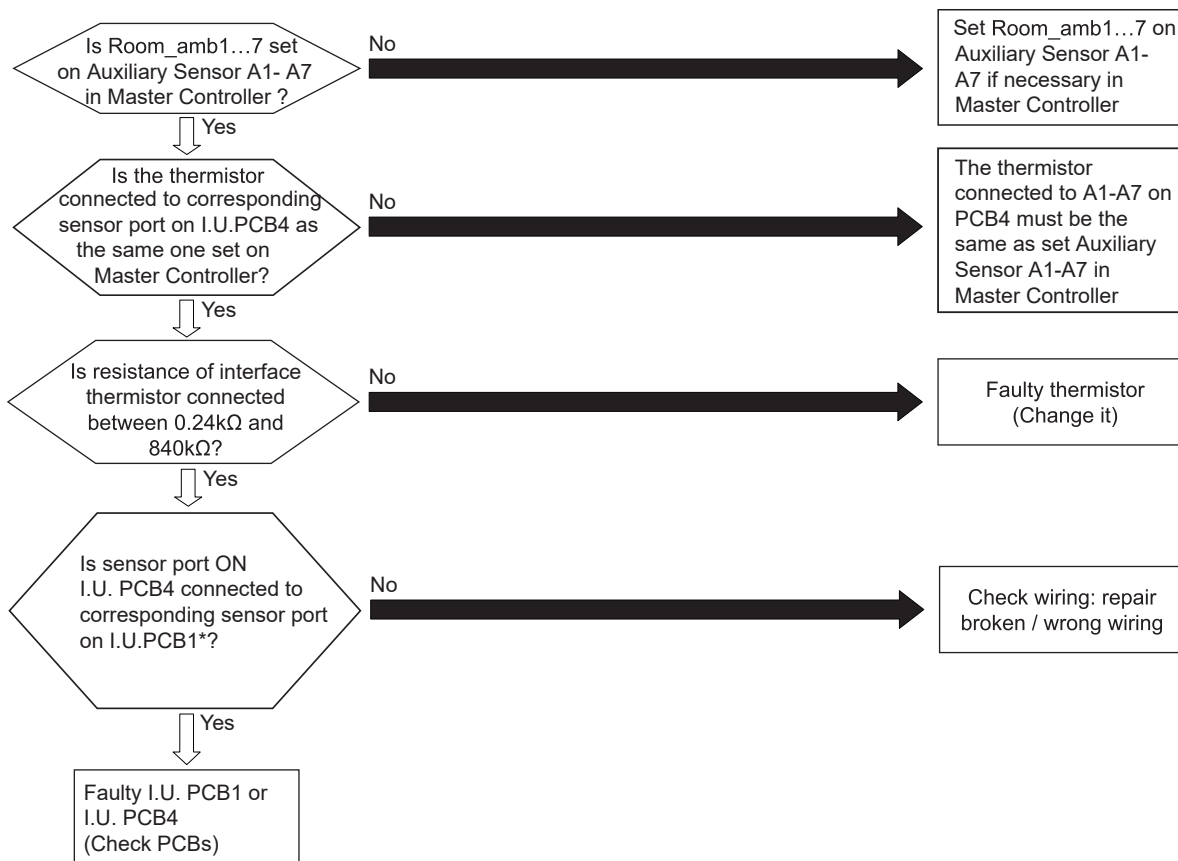 Is Room_amb1…7 set
on Auxiliary Sensor A1- A7
in Master Controller ?
No
Set Room_amb1…7 on
Auxiliary Sensor A1-
A7 if necessary in
Master Controller
Yes
Is the thermistor
connected to corresponding
sensor port on I.U.PCB4 as
the same one set on
Master Controller?
No
The thermistor
connected to A1-A7 on
PCB4 must be the
same as set Auxiliary
Sensor A1-A7 in
Master Controller
Yes
Is resistance of interface
thermistor connected
between 0.24kΩ and
840kΩ?
No
Faulty thermistor
(Change it)
Yes
Is sensor port ON
I.U. PCB4 connected to
corresponding sensor port
on I.U.PCB1*?
No
Check wiring: repair
broken / wrong wiring
Yes
Faulty I.U. PCB1 or
I.U. PCB4
(Check PCBs)